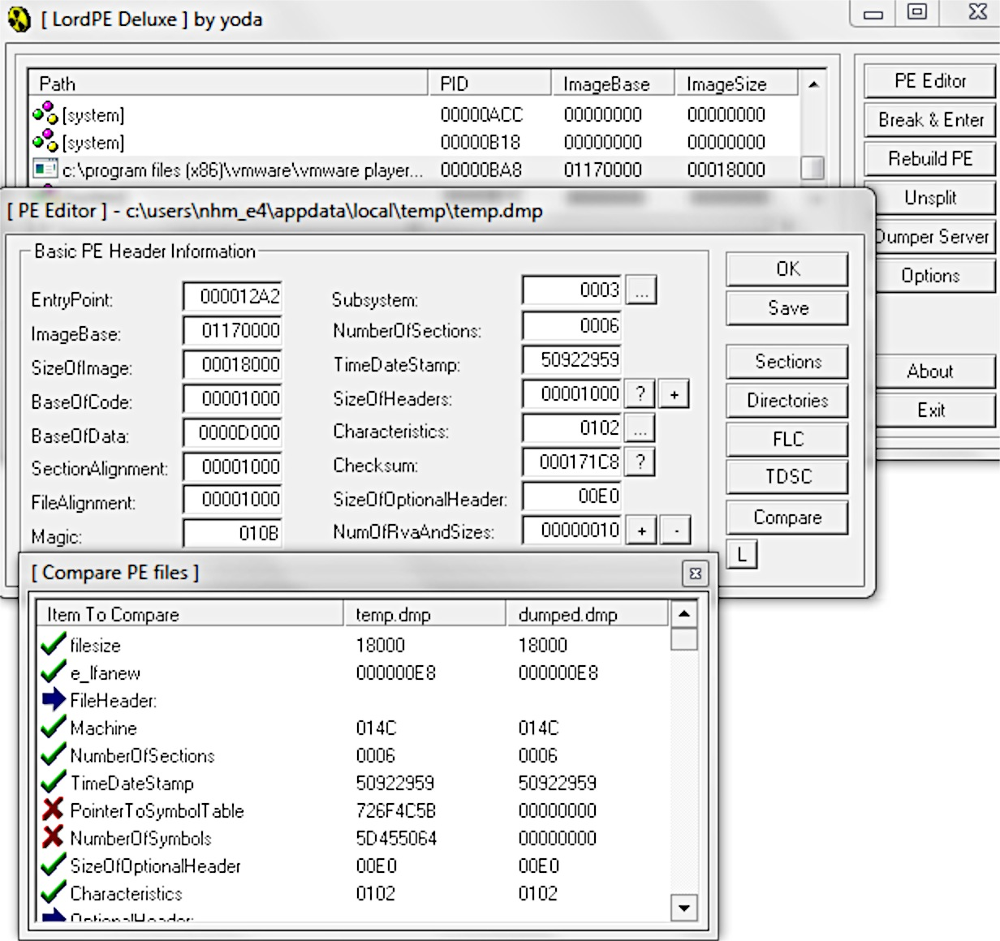 [ LordPE Deluxe ] by yoda
Path PID ImageBase ImageSize
[system] 00000ACC 00000000 00000000
[system] 00000B18 00000000 00000000
c:\program files (x86)\vmware\vmware player... 00000BA8 01170000 00018000
PE Editor
Break & Enter
Rebuild PE
Unsplit
Dumper Server
Options
About
Exit
[ PE Editor ] - c:\users\nhm_e4\appdata\local\temp\temp.dmp
Basic PE Header Information
EntryPoint: 000012A2
ImageBase: 01170000
SizeOfImage: 00018000
BaseOfCode: 00001000
BaseOfData: 0000D000
SectionAlignment: 00001000
FileAlignment: 00001000
Magic: 010B
Subsystem: 0003 ...
NumberOfSections: 0006
TimeDateStamp: 50922959
SizeOfHeaders: 00001000 ? +
Characteristics: 0102 ...
Checksum: 000171C8 ?
SizeOfOptionalHeader: 00E0
NumOfRvaAndSizes: 00000010 + -
OK
Save
Sections
Directories
FLC
TDSC
Compare
L
[ Compare PE files ]
Item To Compare temp.dmp dumped.dmp
filesize 18000 18000
e_lfanew 000000E8 000000E8
FileHeader:
Machine 014C 014C
NumberOfSections 0006 0006
TimeDateStamp 50922959 50922959
PointerToSymbolTable 726F4C5B 00000000
NumberOfSymbols 5D455064 00000000
SizeOfOptionalHeader 00E0 00E0
Characteristics 0102 0102
OptionalHeader: